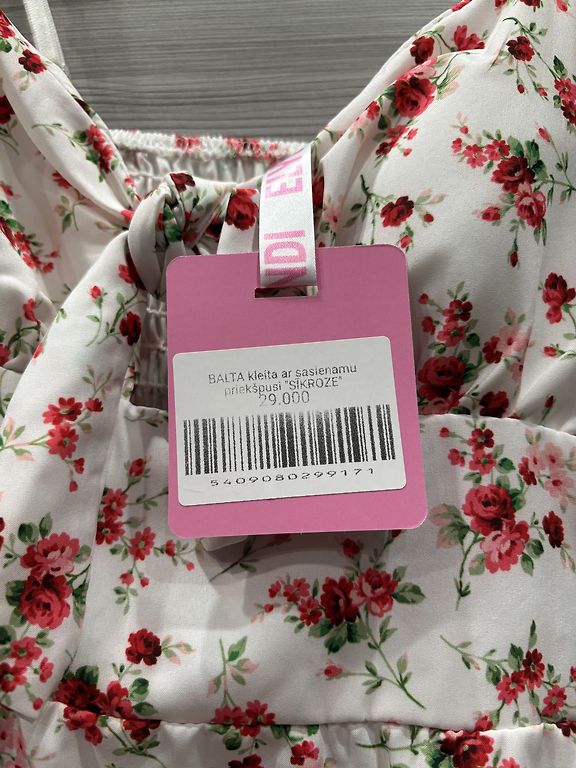 BALTA kleita ar sasienamu
priekšpusi "SĪKROZE"
29.000
5409080299171